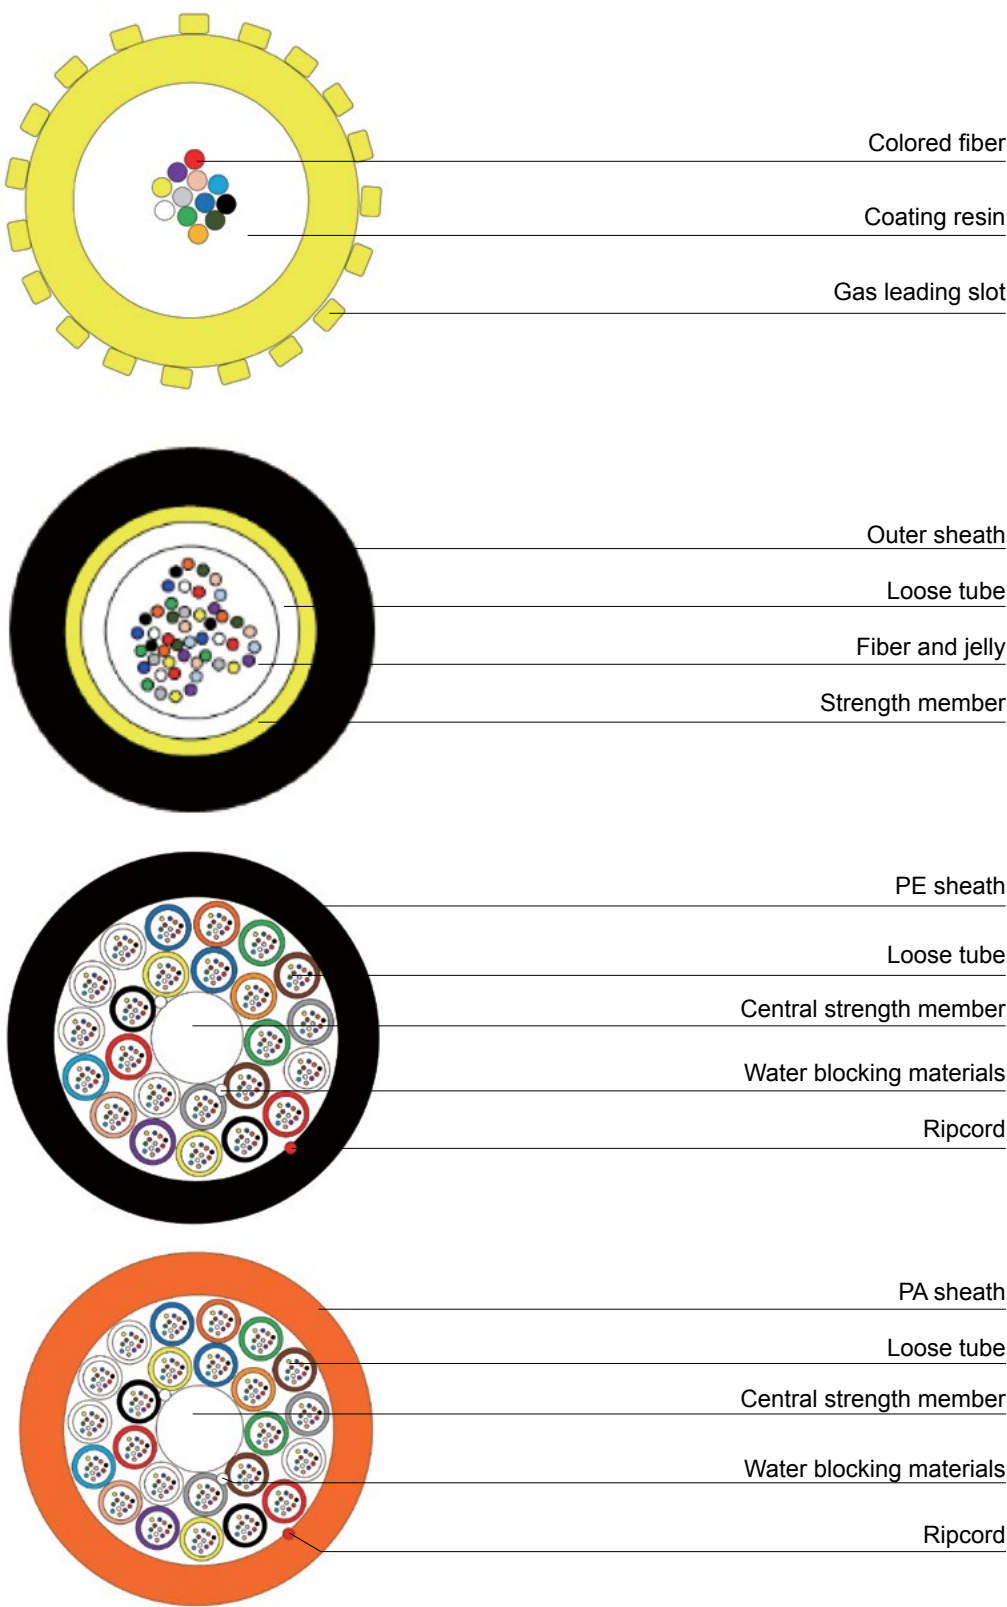 Colored fiber
Coating resin
Gas leading slot
Outer sheath
Loose tube
Fiber and jelly
Strength member
PE sheath
Loose tube
Central strength member
Water blocking materials
Ripcord
PA sheath
Loose tube
Central strength member
Water blocking materials
Ripcord